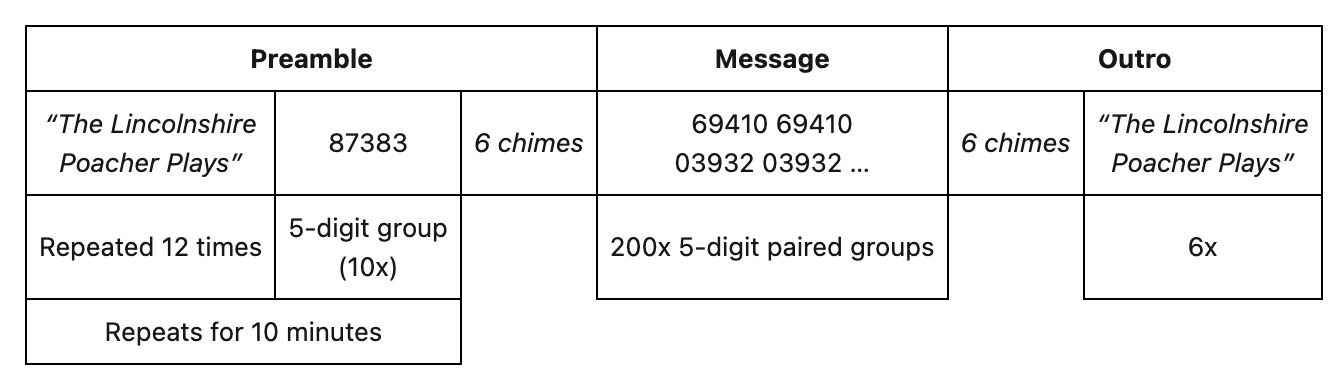 Preamble
Message
Outro
“The Lincolnshire
Poacher Plays”
87383
6 chimes
69410 69410
03932 03932 ...
6 chimes
“The Lincolnshire
Poacher Plays”
Repeated 12 times
5-digit group
(10x)
200x 5-digit paired groups
6x
Repeats for 10 minutes